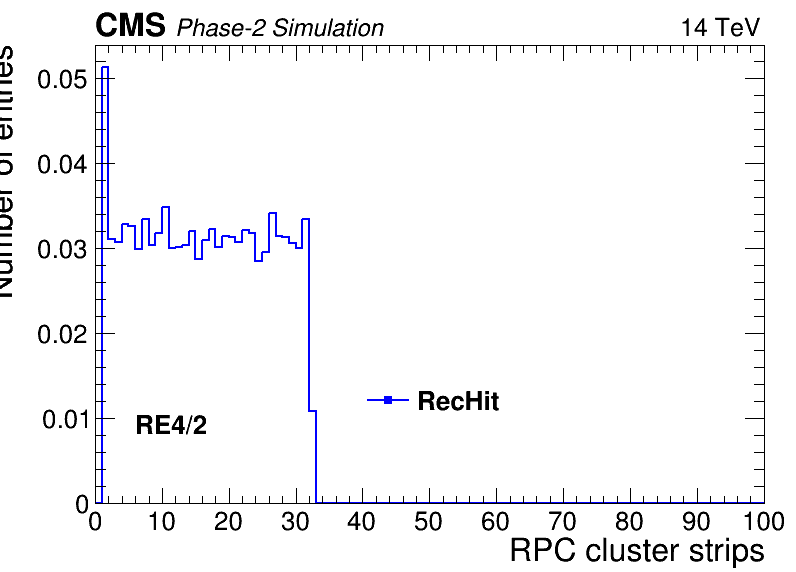 CMS Phase-2 Simulation 14 TeV
Number of entries
0.05
0.04
0.03
0.02
0.01
0
RE4/2
RecHit
0 10 20 30 40 50 60 70 80 90 100
RPC cluster strips